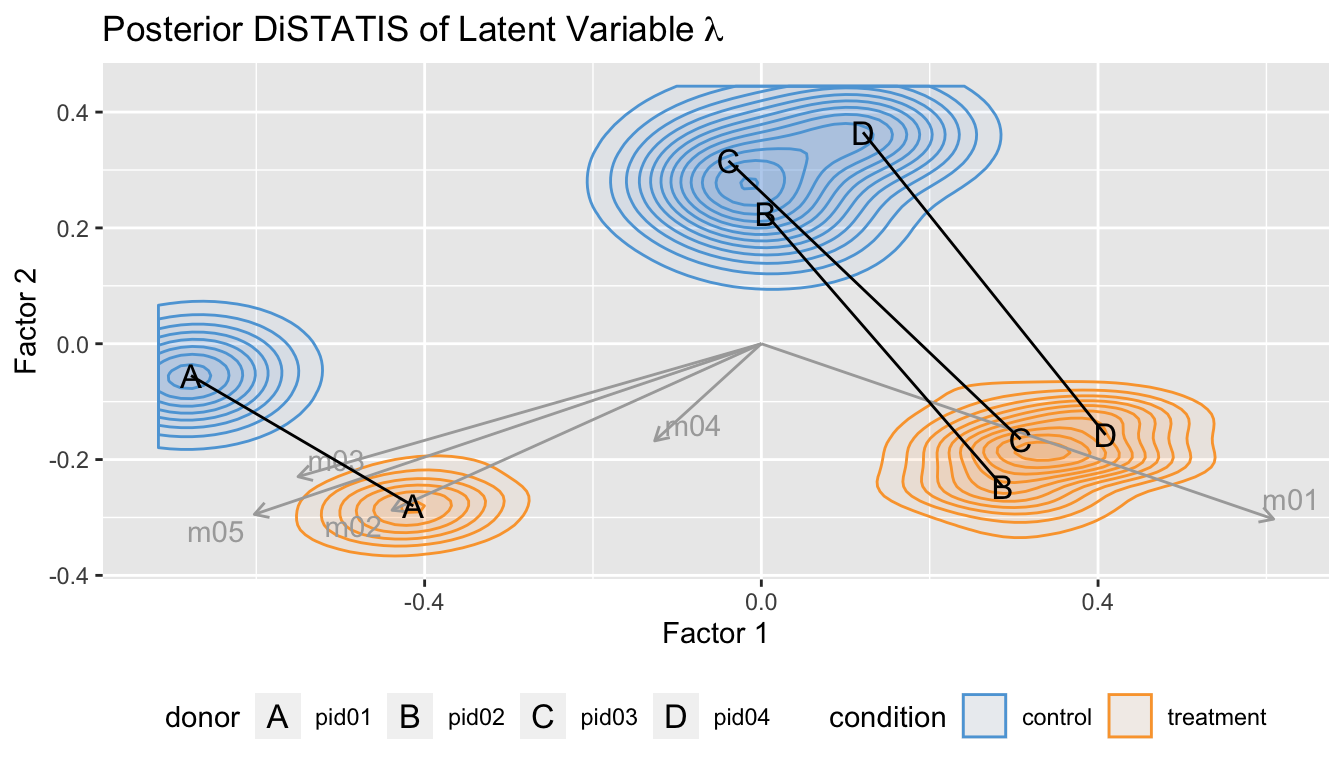 Posterior DiSTATIS of Latent Variable λ
Factor 2
0.4
0.2
0.0
-0.2
-0.4
D
C
B
A
m04
m03
C
D
B
A
m05
m02
m01
-0.4
0.0
0.4
Factor 1
donor A pid01 B pid02 C pid03 D pid04 condition control treatment